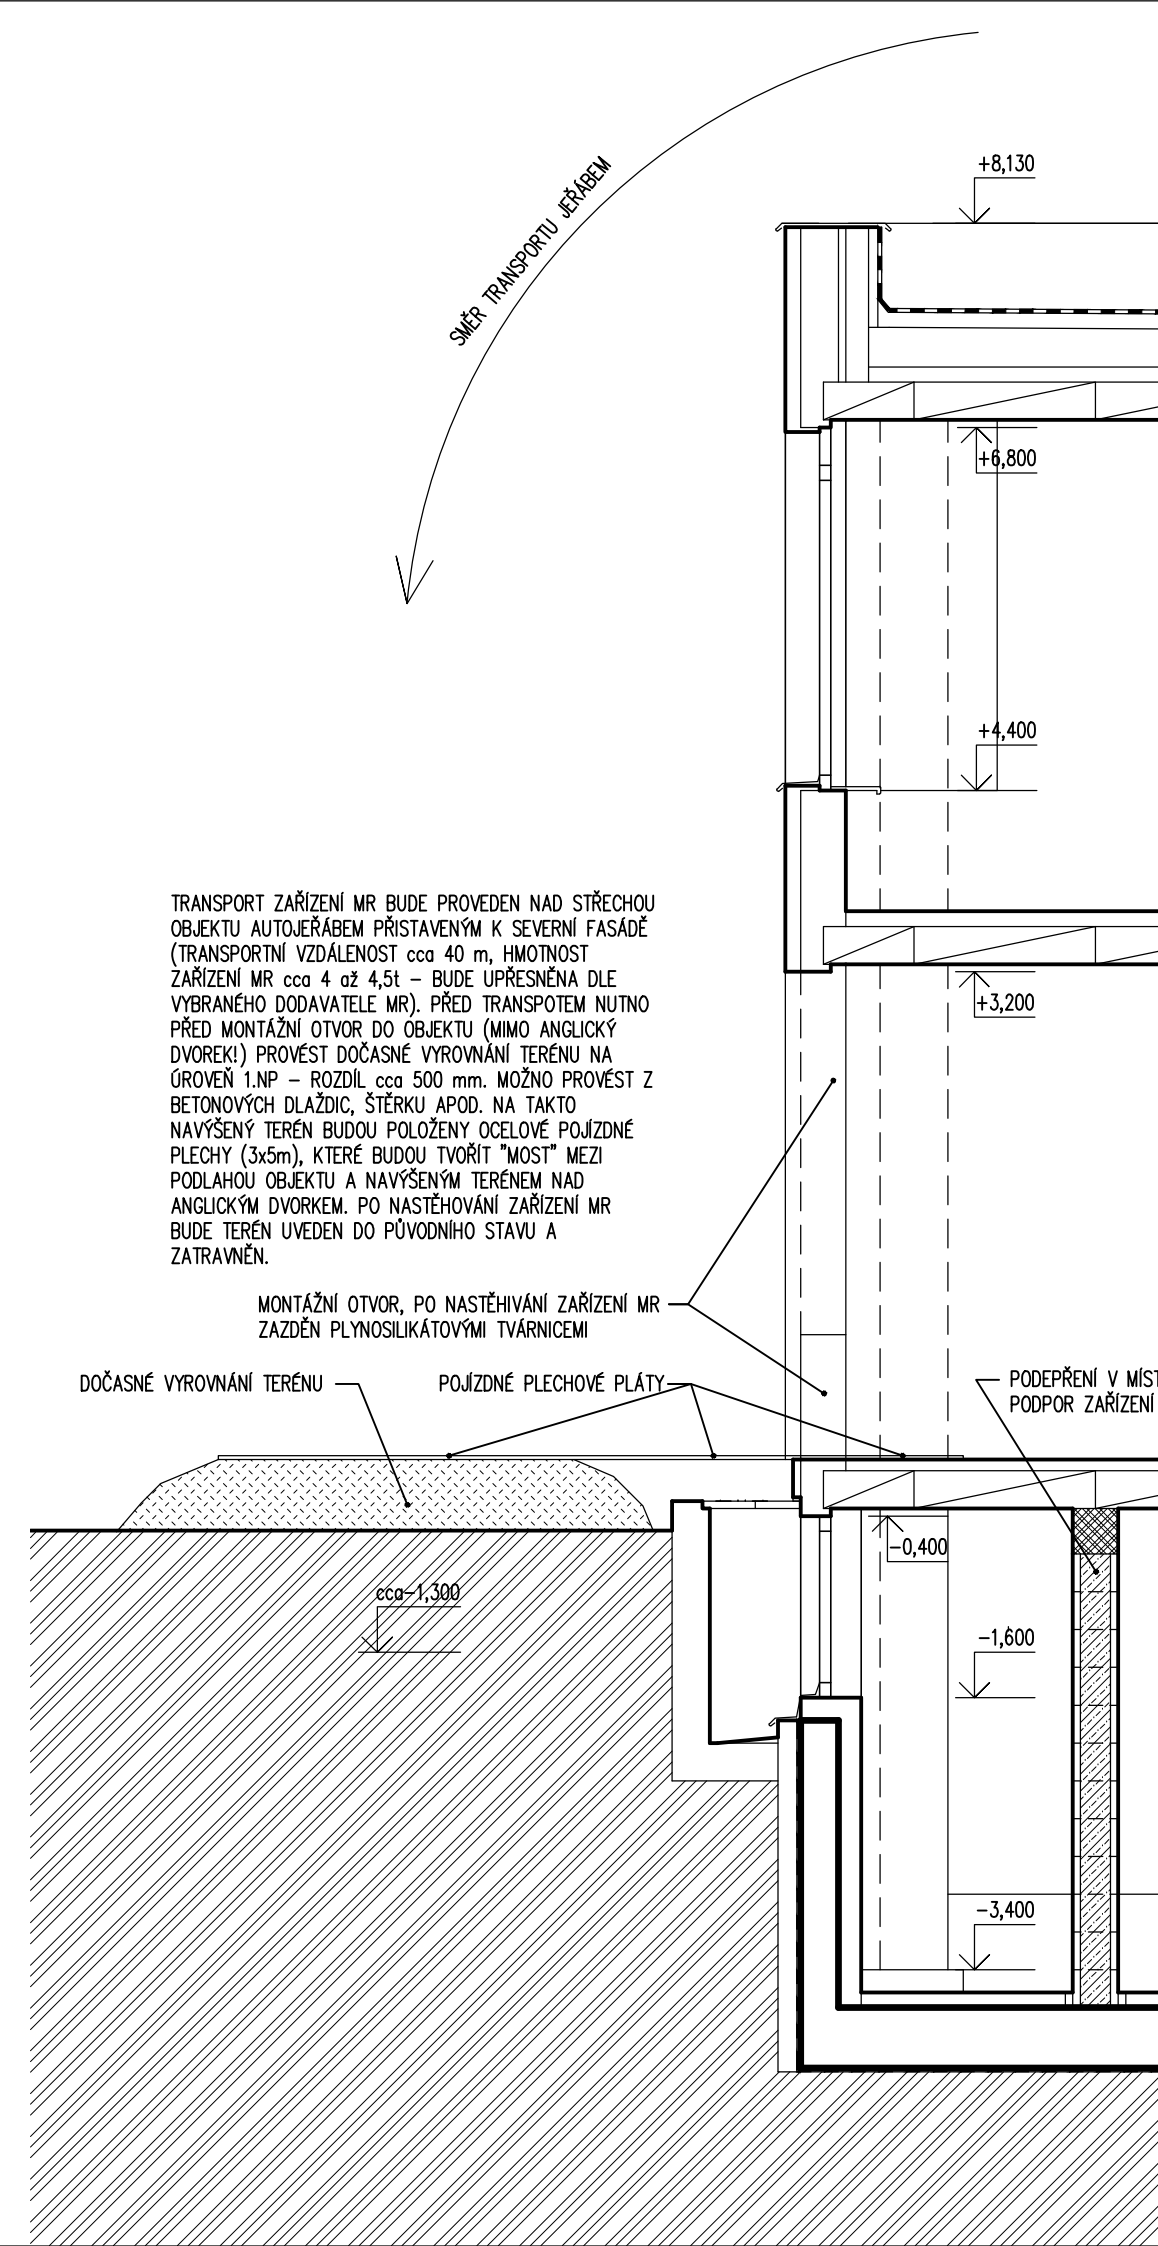 SMĚR TRANSPORTU JEŘÁBEM
+8,130
+6,800
+4,400
TRANSPORT ZAŘÍZENÍ MR BUDE PROVEDEN NAD STŘECHOU
OBJEKTU AUTOJEŘÁBEM PŘISTAVENÝM K SEVERNÍ FASÁDĚ
(TRANSPORTNÍ VZDÁLENOST cca 40 m, HMOTNOST
ZAŘÍZENÍ MR cca 4 až 4,5t – BUDE UPŘESNĚNA DLE
VYBRANÉHO DODAVATELE MR). PŘED TRANSPOTEM NUTNO
PŘED MONTÁŽNÍ OTVOR DO OBJEKTU (MIMO ANGLICKÝ
DVOREK!) PROVÉST DOČASNÉ VYROVNÁNÍ TERÉNU NA
ÚROVEŇ 1.NP – ROZDÍL cca 500 mm. MOŽNO PROVÉST Z
BETONOVÝCH DLAŽDIC, ŠTĚRKU APOD. NA TAKTO
NAVÝŠENÝ TERÉN BUDOU POLOŽENY OCELOVÉ POJÍZDNÉ
PLECHY (3x5m), KTERÉ BUDOU TVOŘIT "MOST" MEZI
PODLAHOU OBJEKTU A NAVÝŠENÝM TERÉNEM NAD
ANGLICKÝM DVORKEM. PO NASTĚHOVÁNÍ ZAŘÍZENÍ MR
BUDE TERÉN UVEDEN DO PŮVODNÍHO STAVU A
ZATRAVNĚN.
+3,200
MONTÁŽNÍ OTVOR, PO NASTĚHIVÁNÍ ZAŘÍZENÍ MR
ZAZDĚN PLYNOSILIKÁTOVÝMI TVÁRNICEMI
DOČASNÉ VYROVNÁNÍ TERÉNU
POJÍZDNÉ PLECHOVÉ PLÁTY
PODEPŘENÍ V MÍST
PODPOR ZAŘÍZENÍ
-0,400
cca-1,300
-1,600
-3,400